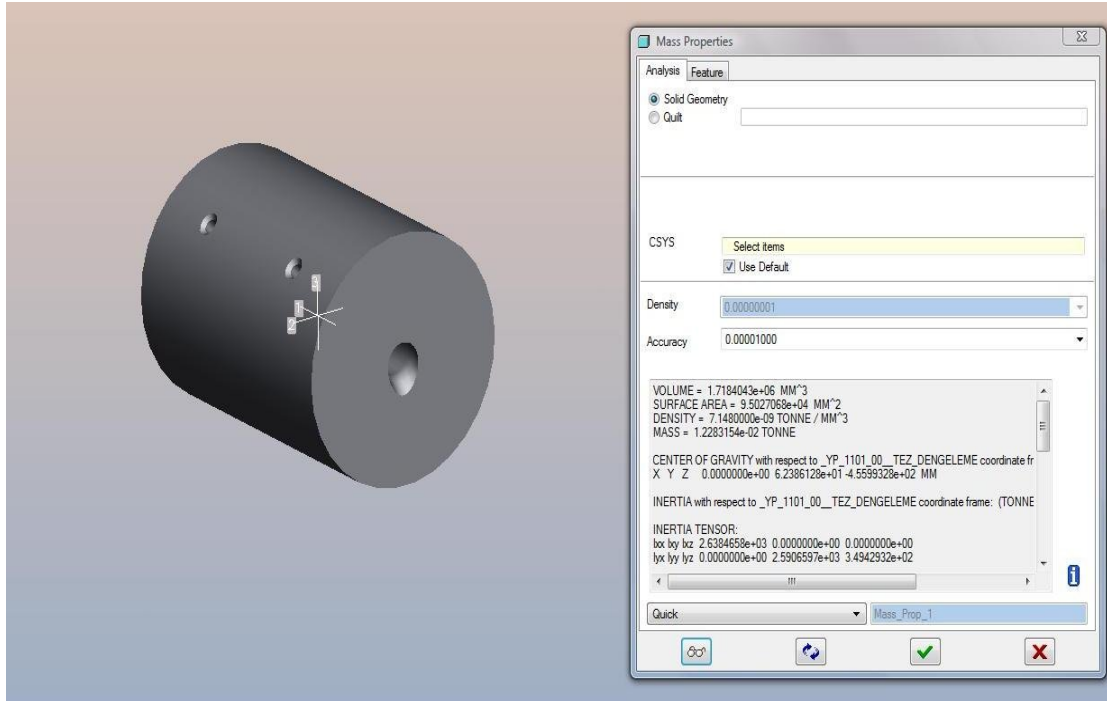 Mass Properties
Analysis Feature
Solid Geometry
Quilt
CSYS Select items
Use Default
Density 0.00000001
Accuracy 0.00001000
3
1
2
VOLUME = 1.7184043e+06 MM^3
SURFACE AREA = 9.5027068e+04 MM^2
DENSITY = 7.1480000e-09 TONNE / MM^3
MASS = 1.2283154e-02 TONNE
CENTER OF GRAVITY with respect to _YP_1101_00__TEZ_DENGELEME coordinate fr
X Y Z 0.0000000e+00 6.2386128e+01 -4.5599328e+02 MM
INERTIA with respect to _YP_1101_00__TEZ_DENGELEME coordinate frame: (TONNE
INERTIA TENSOR:
Ixx Ixy Ixz 2.6384658e+03 0.0000000e+00 0.0000000e+00
Iyx Iyy Iyz 0.0000000e+00 2.5906597e+03 3.4942932e+02
Quick Mass_Prop_1